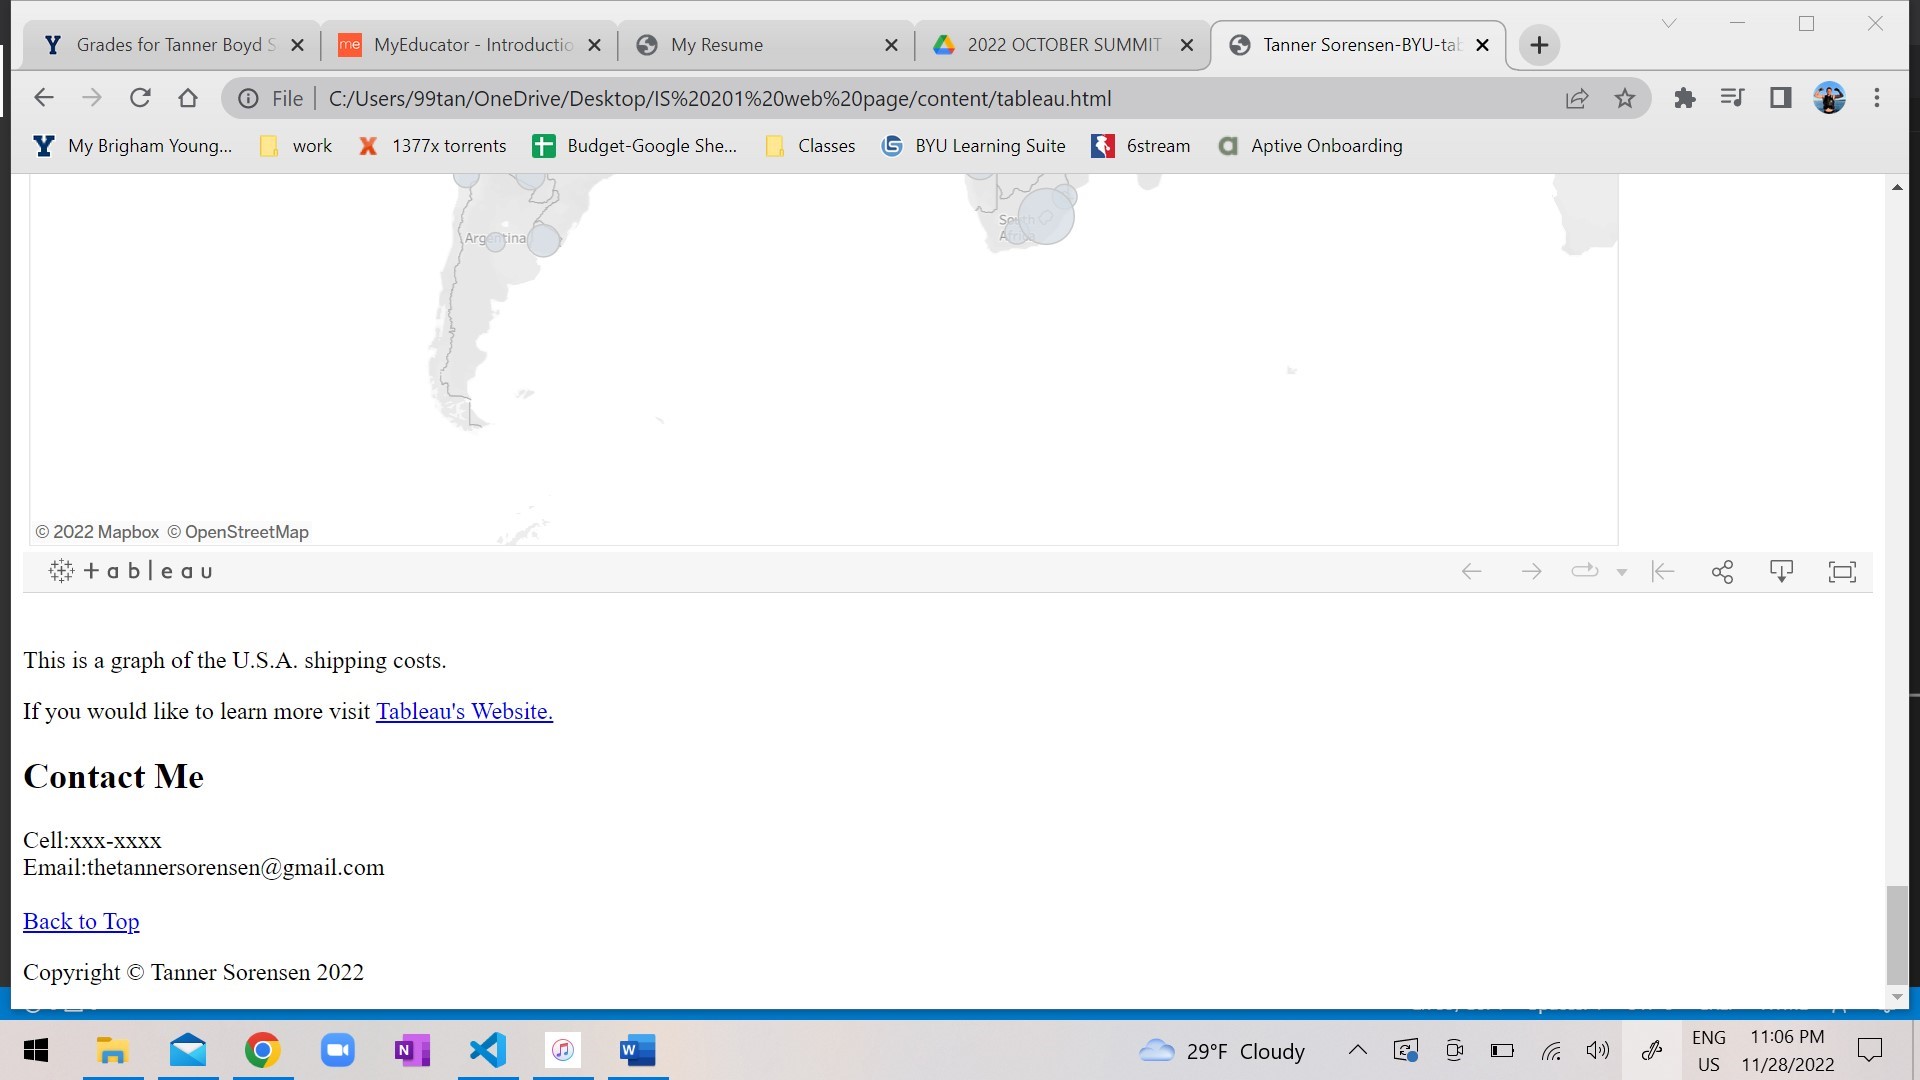 Grades for Tanner Boyd S
MyEducator - Introductio
My Resume
2022 OCTOBER SUMMIT
Tanner Sorensen-BYU-tab
File
C:/Users/99tan/OneDrive/Desktop/IS%20201%20web%20page/content/tableau.html
My Brigham Young...
work
1377x torrents
Budget-Google She...
Classes
BYU Learning Suite
6stream
Aptive Onboarding
Argentina
South
Africa
© 2022 Mapbox © OpenStreetMap
+ a b | e a u
This is a graph of the U.S.A. shipping costs.
If you would like to learn more visit Tableau's Website.
Contact Me
Cell:xxx-xxxx
Email:thetannersorensen@gmail.com
Back to Top
Copyright © Tanner Sorensen 2022
29°F Cloudy
ENG
US
11:06 PM
11/28/2022